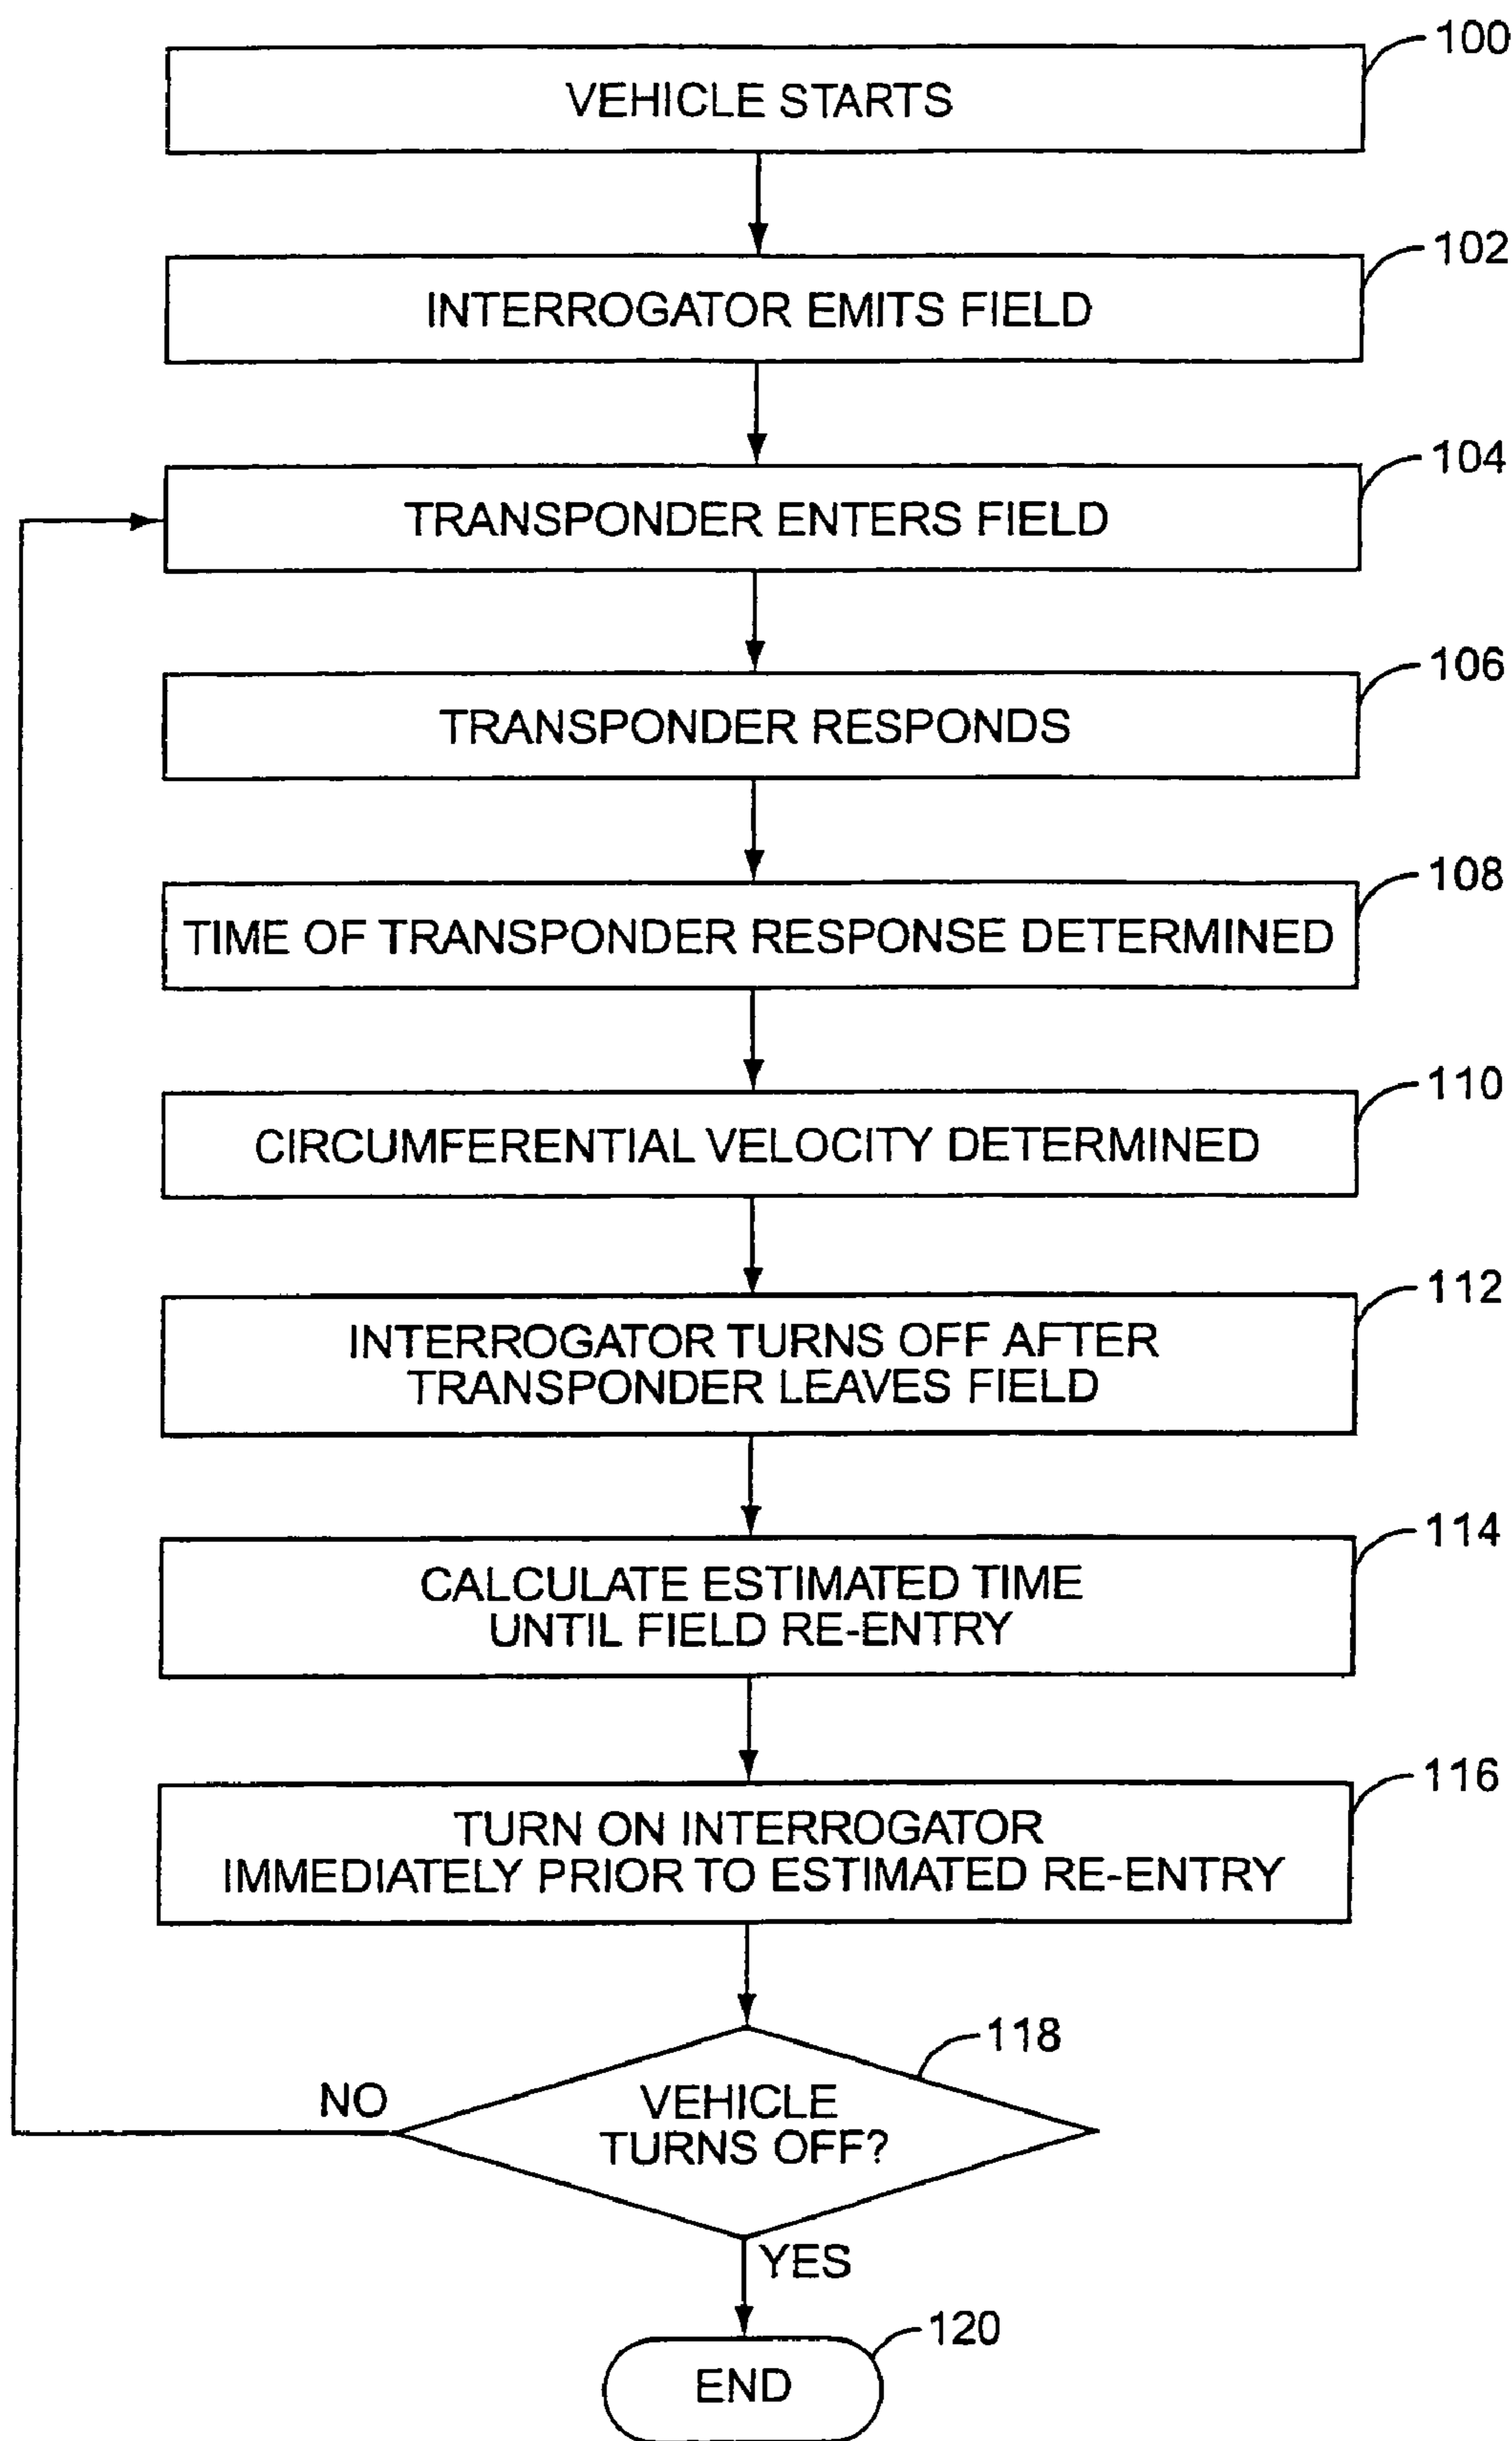 100
VEHICLE STARTS
102
INTERROGATOR EMITS FIELD
104
TRANSPONDER ENTERS FIELD
106
TRANSPONDER RESPONDS
108
TIME OF TRANSPONDER RESPONSE DETERMINED
110
CIRCUMFERENTIAL VELOCITY DETERMINED
112
INTERROGATOR TURNS OFF AFTER
TRANSPONDER LEAVES FIELD
114
CALCULATE ESTIMATED TIME
UNTIL FIELD RE-ENTRY
116
TURN ON INTERROGATOR
IMMEDIATELY PRIOR TO ESTIMATED RE-ENTRY
118
NO
VEHICLE
TURNS OFF?
YES
120
END